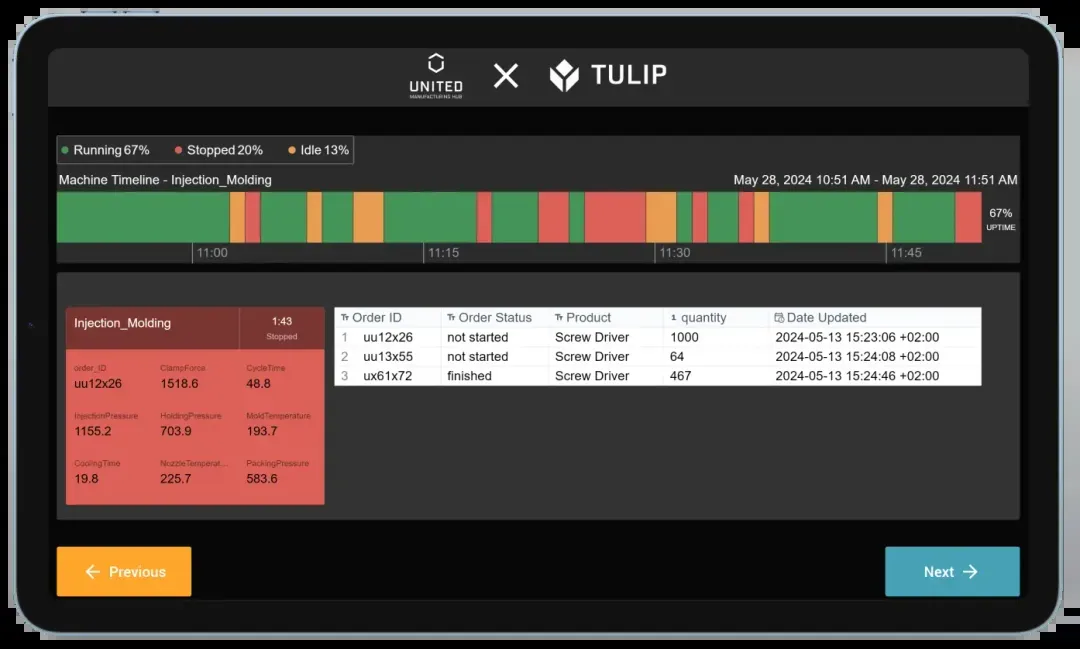 UNITED
MANUFACTURING HUB
TULIP
Running 67% Stopped 20% Idle 13%
Machine Timeline - Injection_Molding May 28, 2024 10:51 AM - May 28, 2024 11:51 AM
67%
UPTIME
11:00 11:15 11:30 11:45
Injection_Molding 1:43
Stopped
order_ID ClampForce CycleTime
uu12x26 1518.6 48.8
InjectionPressure HoldingPressure MoldTemperature
1155.2 703.9 193.7
CoolingTime NozzleTemperat... PackingPressure
19.8 225.7 583.6
Tr Order ID Tr Order Status Tr Product 1 quantity Date Updated
1 uu12x26 not started Screw Driver 1000 2024-05-13 15:23:06 +02:00
2 uu13x55 not started Screw Driver 64 2024-05-13 15:24:08 +02:00
3 ux61x72 finished Screw Driver 467 2024-05-13 15:24:46 +02:00
← Previous Next →